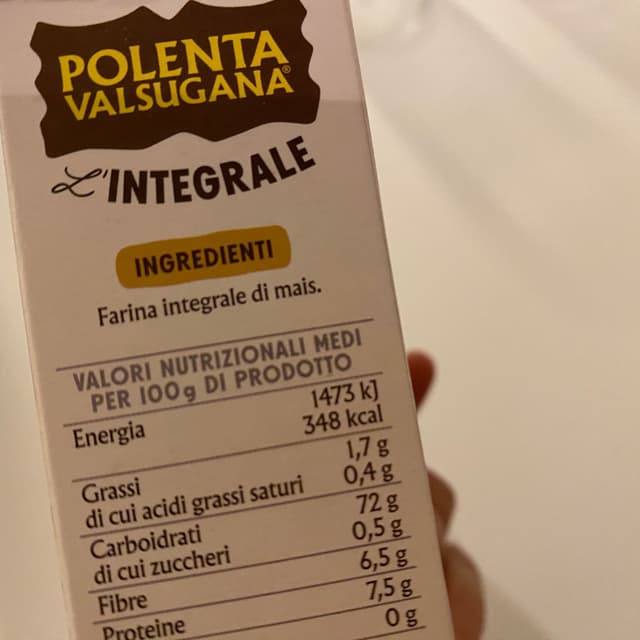 POLENTA
VALSUGANA®
L'INTEGRALE
INGREDIENTI
Farina integrale di mais.
VALORI NUTRIZIONALI MEDI
PER 100g DI PRODOTTO
Energia 1473 kJ
348 kcal
Grassi 1,7 g
di cui acidi grassi saturi 0,4 g
Carboidrati 72 g
di cui zuccheri 0,5 g
Fibre 6,5 g
Proteine 7,5 g
0 g